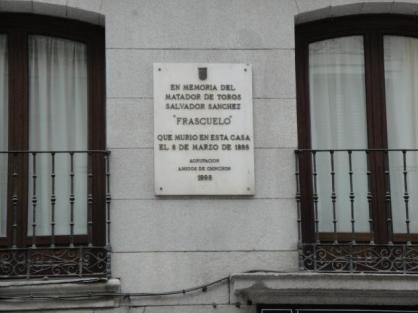 EN MEMORIA DEL
MATADOR DE TOROS
SALVADOR SANCHEZ
"FRASCUELO"
QUE MURIO EN ESTA CASA
EL 8 DE MARZO DE 1898
AGRUPACION
AMIGOS DE CHINCHON
1998